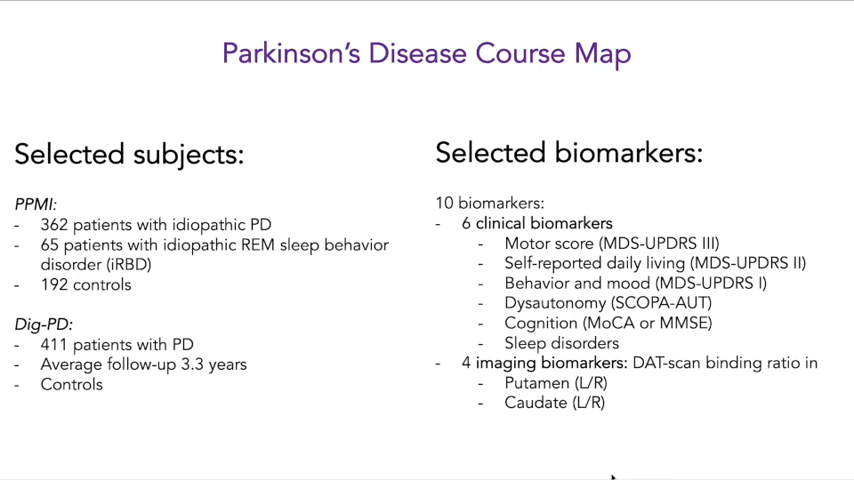 Parkinson's Disease Course Map
Selected subjects:
PPMI:
- 362 patients with idiopathic PD
- 65 patients with idiopathic REM sleep behavior
disorder (iRBD)
- 192 controls
Dig-PD:
- 411 patients with PD
- Average follow-up 3.3 years
- Controls
Selected biomarkers:
10 biomarkers:
- 6 clinical biomarkers
- Motor score (MDS-UPDRS III)
- Self-reported daily living (MDS-UPDRS II)
- Behavior and mood (MDS-UPDRS I)
- Dysautonomy (SCOPA-AUT)
- Cognition (MoCA or MMSE)
- Sleep disorders
- 4 imaging biomarkers: DAT-scan binding ratio in
- Putamen (L/R)
- Caudate (L/R)